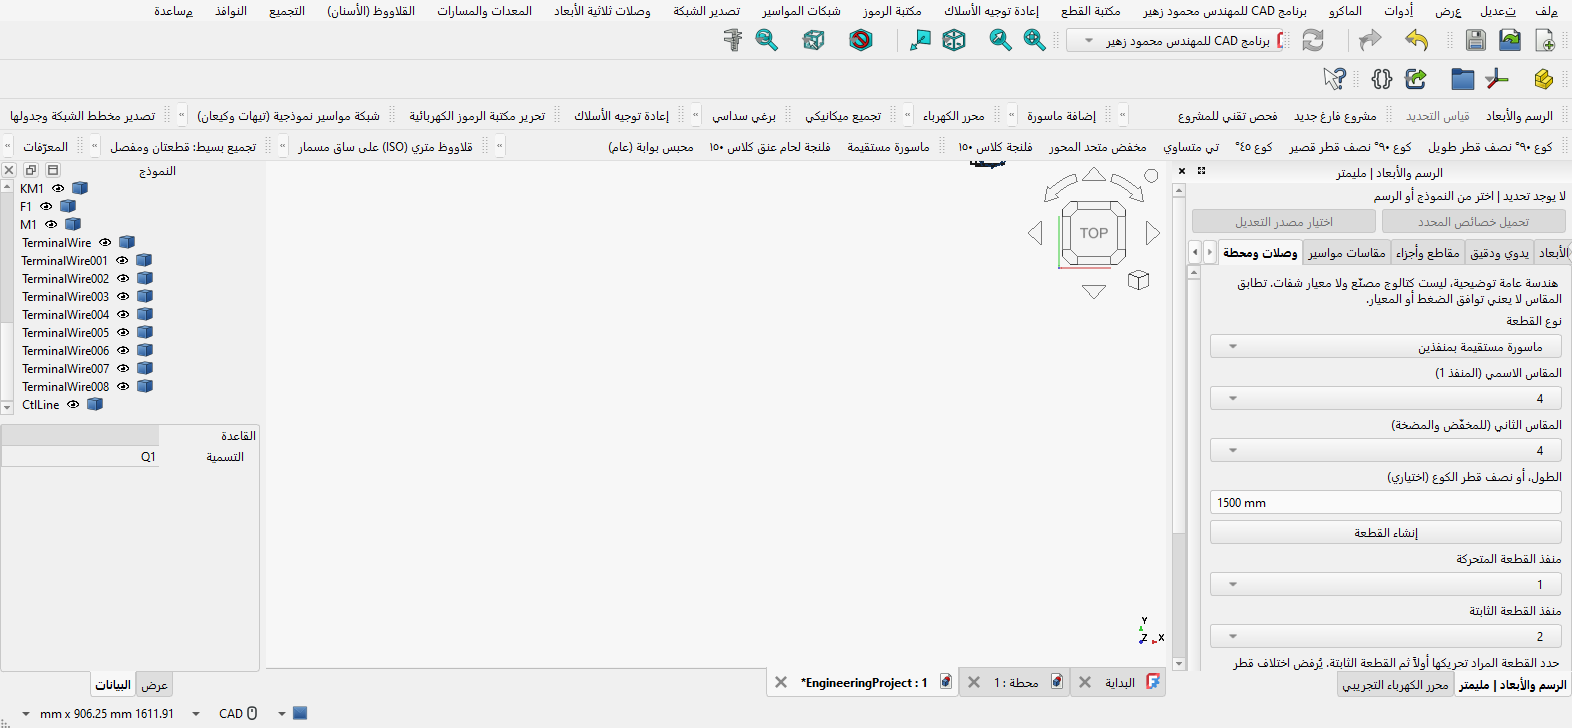 ملف تعديل عرض أدوات الماكرو برنامج CAD للمهندس محمود زهير مكتبة القطع إعادة توجيه الأسلاك مكتبة الرموز شبكات المواسير تصدير الشبكة وصلات ثلاثية الأبعاد المعدات والمسارات القلاووظ (الأسنان) التجميع النوافذ مساعدة
برنامج CAD للمهندس محمود زهير
الرسم والأبعاد قياس التحديد مشروع فارغ جديد فحص تقني للمشروع » إضافة ماسورة » محرر الكهرباء » تجميع ميكانيكي برغي سداسي » إعادة توجيه الأسلاك تحرير مكتبة الرموز الكهربائية شبكة مواسير نموذجية (تيهات وكيعان) » تصدير مخطط الشبكة وجدولها
كوع ٩٠° نصف قطر طويل كوع ٩٠° نصف قطر قصير كوع ٤٥° تي متساوي مخفض متحد المحور فلنجة كلاس ١٥٠ ماسورة مستقيمة فلنجة لحام عنق كلاس ١٥٠ محبس بوابة (عام) » قلاووظ متري (ISO) على ساق مسمار » تجميع بسيط: قطعتان ومفصل » المعرّفات »
الرسم والأبعاد | مليمتر
لا يوجد تحديد | اختر من النموذج أو الرسم
تحميل خصائص المحدد اختيار مصدر التعديل
الأبعاد يدوي ودقيق مقاطع وأجزاء مقاسات مواسير وصلات ومحطة
هندسة عامة توضيحية، ليست كتالوج مصنّع ولا معيار شفات. تطابق
المقاس لا يعني توافق الضغط أو المعيار.
نوع القطعة
ماسورة مستقيمة بمنفذين
المقاس الاسمي (المنفذ 1)
4
المقاس الثاني (للمخفّض والمضخة)
4
الطول، أو نصف قطر الكوع (اختياري)
1500 mm
إنشاء القطعة
منفذ القطعة المتحركة
1
منفذ القطعة الثابتة
2
حدد القطعة المراد تحريكها أولاً ثم القطعة الثابتة. يُرفض اختلاف قطر
الرسم والأبعاد | مليمتر محرر الكهرباء التجريبي
TOP
Y
Z X
البداية
محطة : 1
EngineeringProject : 1*
النموذج
KM1
F1
M1
TerminalWire
TerminalWire001
TerminalWire002
TerminalWire003
TerminalWire004
TerminalWire005
TerminalWire006
TerminalWire007
TerminalWire008
CtlLine
القاعدة
التسمية Q1
عرض البيانات
CAD
mm x 906.25 mm 1611.91